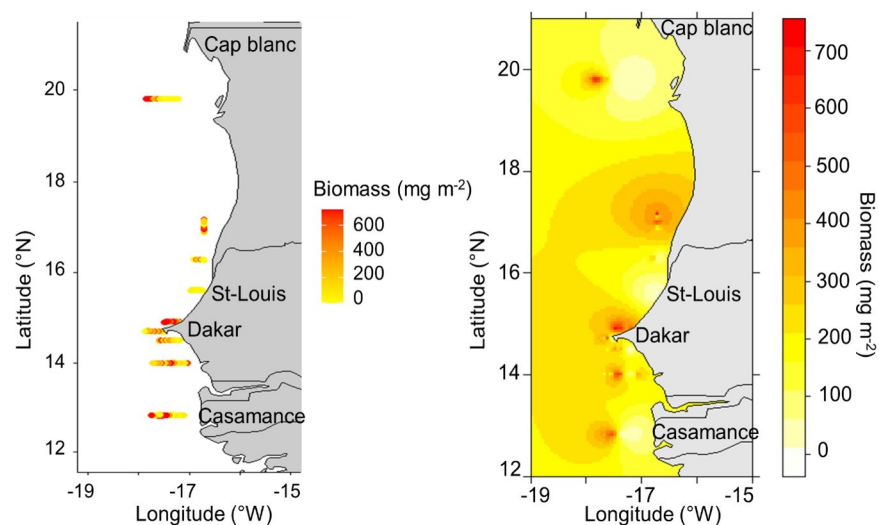 Cap blanc
20
18
16
14
12
Latitude (°N)
-19
-17
-15
Longitude (°W)
St-Louis
Dakar
Casamance
Biomass (mg m-2)
600
400
200
0
Cap blanc
20
18
16
14
12
Latitude (°N)
-19
-17
-16
-14
Longitude (°W)
St-Louis
Dakar
Casamance
700
600
500
400
300
200
100
0
Biomass (mg m-2)